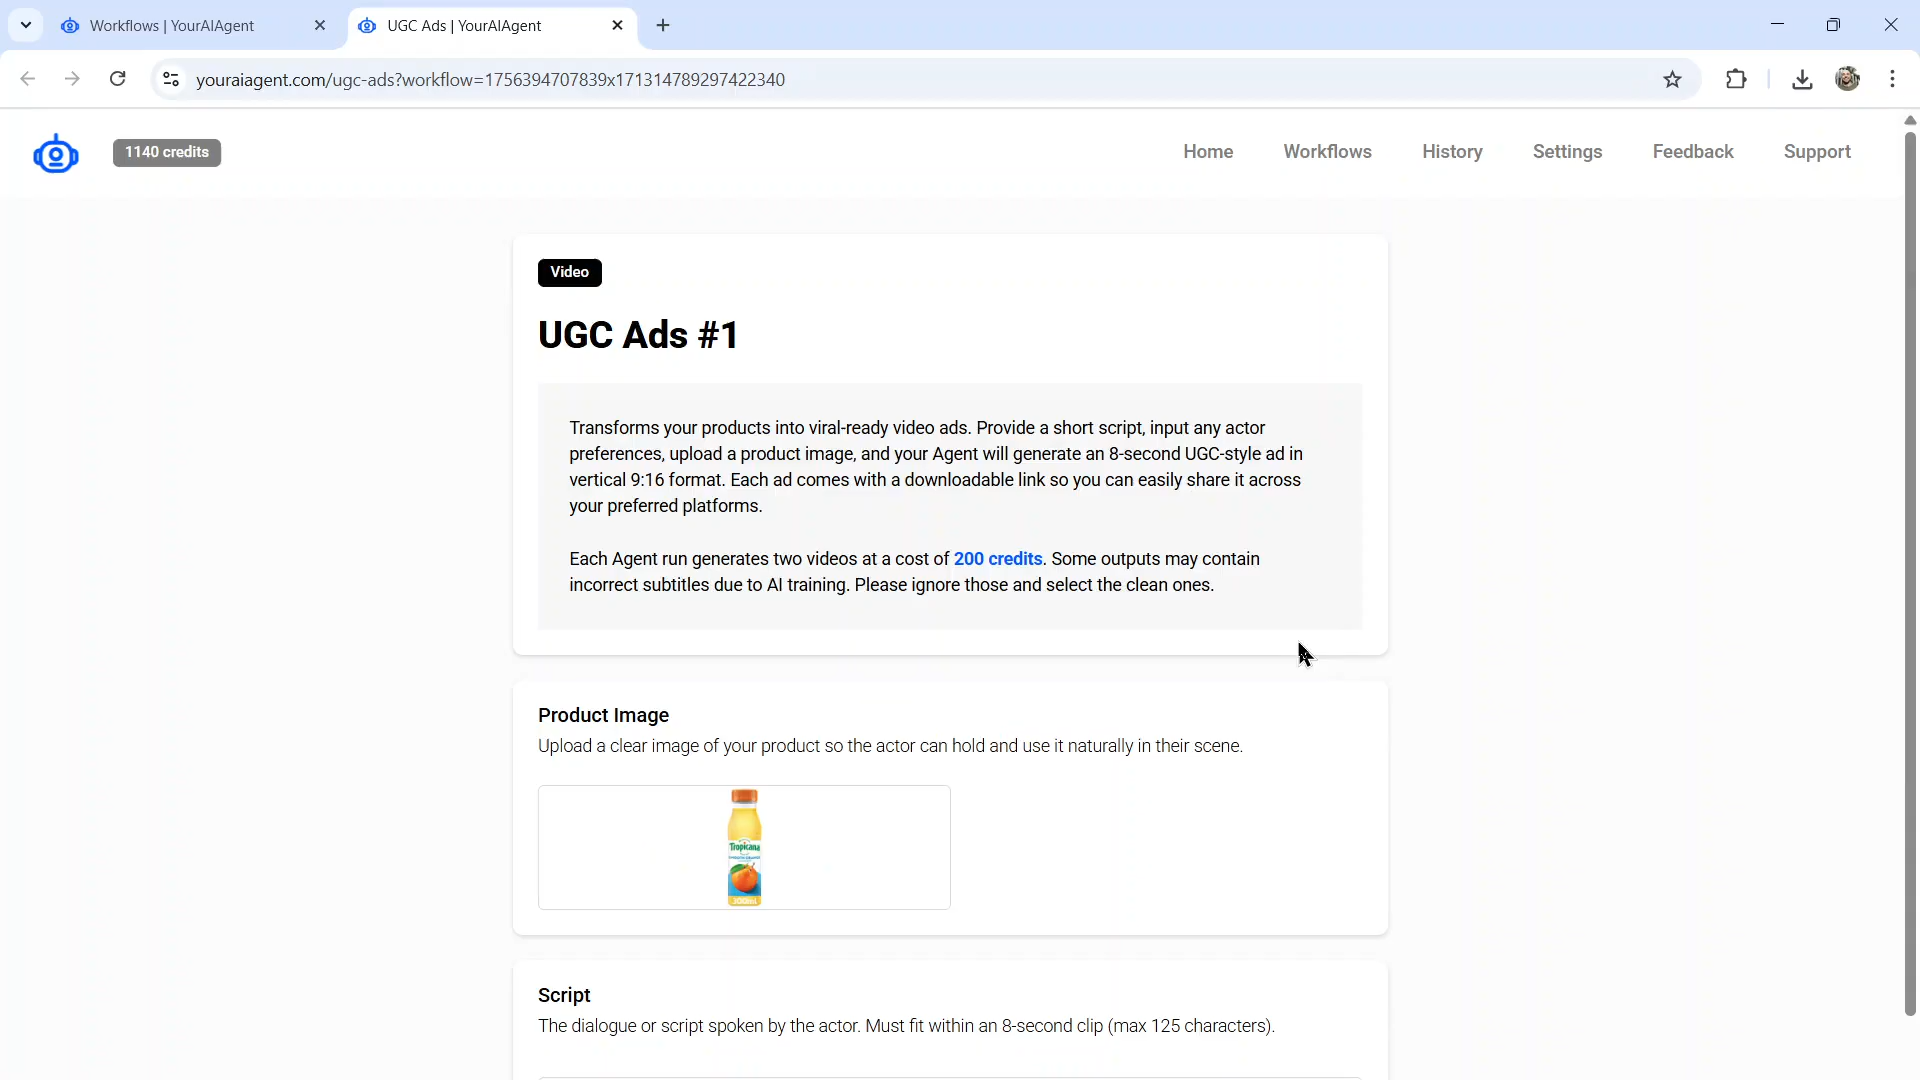 Workflows | YourAIAgent
UGC Ads | YourAIAgent
youraiagent.com/ugc-ads?workflow=1756394707839x171314789297422340
1140 credits
Home
Workflows
History
Settings
Feedback
Support
Video
UGC Ads #1
Transforms your products into viral-ready video ads. Provide a short script, input any actor
preferences, upload a product image, and your Agent will generate an 8-second UGC-style ad in
vertical 9:16 format. Each ad comes with a downloadable link so you can easily share it across
your preferred platforms.
Each Agent run generates two videos at a cost of 200 credits. Some outputs may contain
incorrect subtitles due to AI training. Please ignore those and select the clean ones.
Product Image
Upload a clear image of your product so the actor can hold and use it naturally in their scene.
Tropicana
300ml
Script
The dialogue or script spoken by the actor. Must fit within an 8-second clip (max 125 characters).